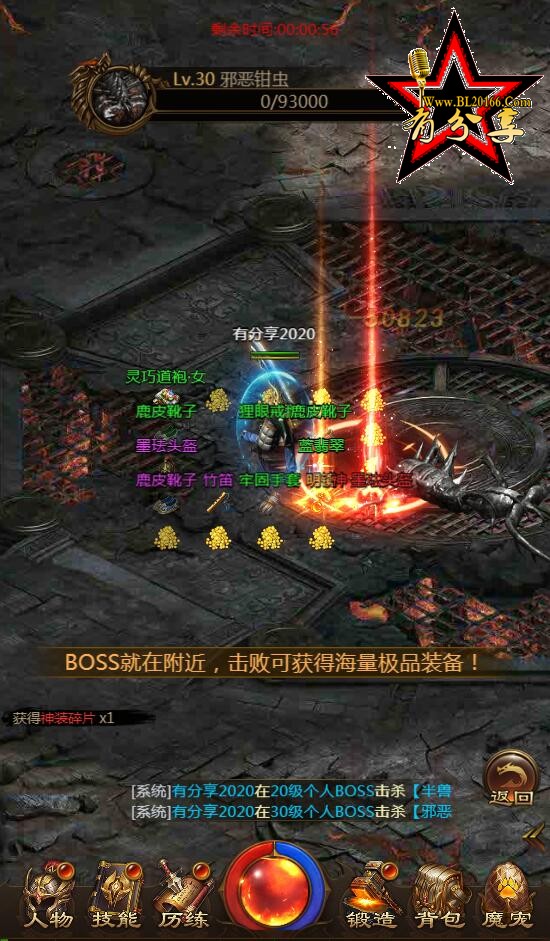 剩余时间:00:00:56
Lv.30 邪恶钳虫
0/93000
Www.BL20166.Com
有分享
30823
有分享2020
灵巧道袍·女
鹿皮靴子 狸眼戒 鹿皮靴子
墨玹头盔 蓝翡翠
鹿皮靴子 竹笛 牢固手套
BOSS就在附近，击败可获得海量极品装备！
获得神装碎片 x1
[系统]有分享2020在20级个人BOSS击杀【半兽
[系统]有分享2020在30级个人BOSS击杀【邪恶
返回
人物 技能 历练 锻造 背包 魔宠